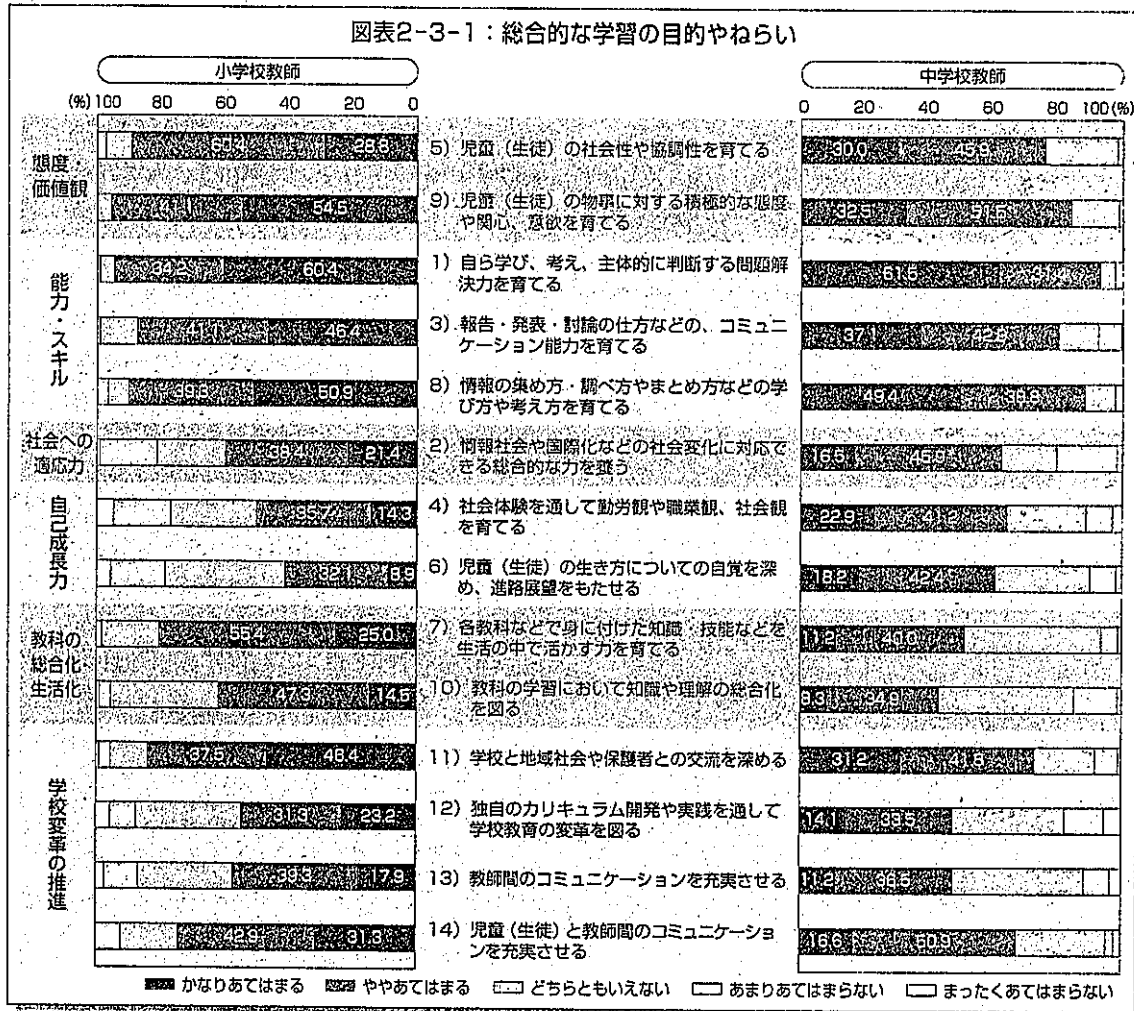 図表2-3-1：総合的な学習の目的やねらい
小学校教師
中学校教師
(%) 100 80 60 40 20 0
0 20 40 60 80 100 (%)
態度・
価値観
28.8
5) 児童（生徒）の社会性や協調性を育てる
30.0 45.9
54.5
9) 児童（生徒）の物事に対する積極的な態度
や関心、意欲を育てる
能力・スキル
34.2 60.4
1) 自ら学び、考え、主体的に判断する問題解
決力を育てる
3) 報告・発表・討論の仕方などの、コミュニ
ケーション能力を育てる
39.3 50.9
8) 情報の集め方・調べ方やまとめ方などの学
び方や考え方を育てる
49.4 38.8
社会への
適応力
39.4 21.4
2) 情報社会や国際化などの社会変化に対応で
きる総合的な力を養う
16.5
自己成長力
35.7 14.3
4) 社会体験を通して勤労観や職業観、社会観
を育てる
22.9
8.9
6) 児童（生徒）の生き方についての自覚を深
め、進路展望をもたせる
18.2 42.4
教科の
総合化・
生活化
55.4 25.0
7) 各教科などで身に付けた知識・技能などを
生活の中で活かす力を育てる
11.2 40.0
47.3 14.5
10) 教科の学習において知識や理解の総合化
を図る
34.9
学校変革の推進
37.5 46.4
11) 学校と地域社会や保護者との交流を深める
31.2 41.8
31.3 23.2
12) 独自のカリキュラム開発や実践を通して
学校教育の変革を図る
14.1 33.5
39.3 17.9
13) 教師間のコミュニケーションを充実させる
11.2 36.5
31.3
14) 児童（生徒）と教師間のコミュニケーショ
ンを充実させる
16.6 50.9
かなりあてはまる ややあてはまる どちらともいえない あまりあてはまらない まったくあてはまらない